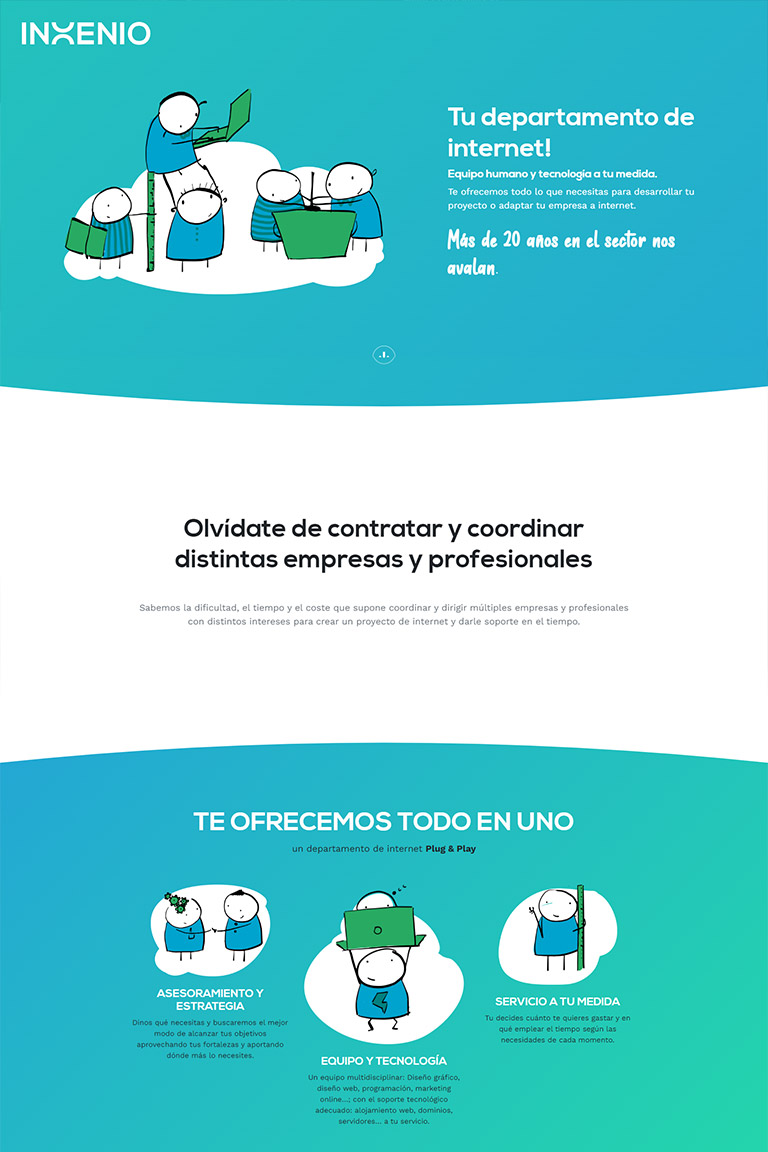 INXENIO
Tu departamento de
internet!
Equipo humano y tecnología a tu medida.
Te ofrecemos todo lo que necesitas para desarrollar tu
proyecto o adaptar tu empresa a internet.
Más de 20 años en el sector nos
avalan.
Olvídate de contratar y coordinar
distintas empresas y profesionales
Sabemos la dificultad, el tiempo y el coste que supone coordinar y dirigir múltiples empresas y profesionales
con distintos intereses para crear un proyecto de internet y darle soporte en el tiempo.
TE OFRECEMOS TODO EN UNO
un departamento de internet Plug & Play
ASESORAMIENTO Y
ESTRATEGIA
Dinos qué necesitas y buscaremos el mejor
modo de alcanzar tus objetivos
aprovechando tus fortalezas y aportando
dónde más lo necesites.
EQUIPO Y TECNOLOGÍA
Un equipo multidisciplinar: Diseño gráfico,
diseño web, programación, marketing
online...; con el soporte tecnológico
adecuado: alojamiento web, dominios,
servidores... a tu servicio.
SERVICIO A TU MEDIDA
Tu decides cuánto te quieres gastar y en
qué emplear el tiempo según las
necesidades de cada momento.